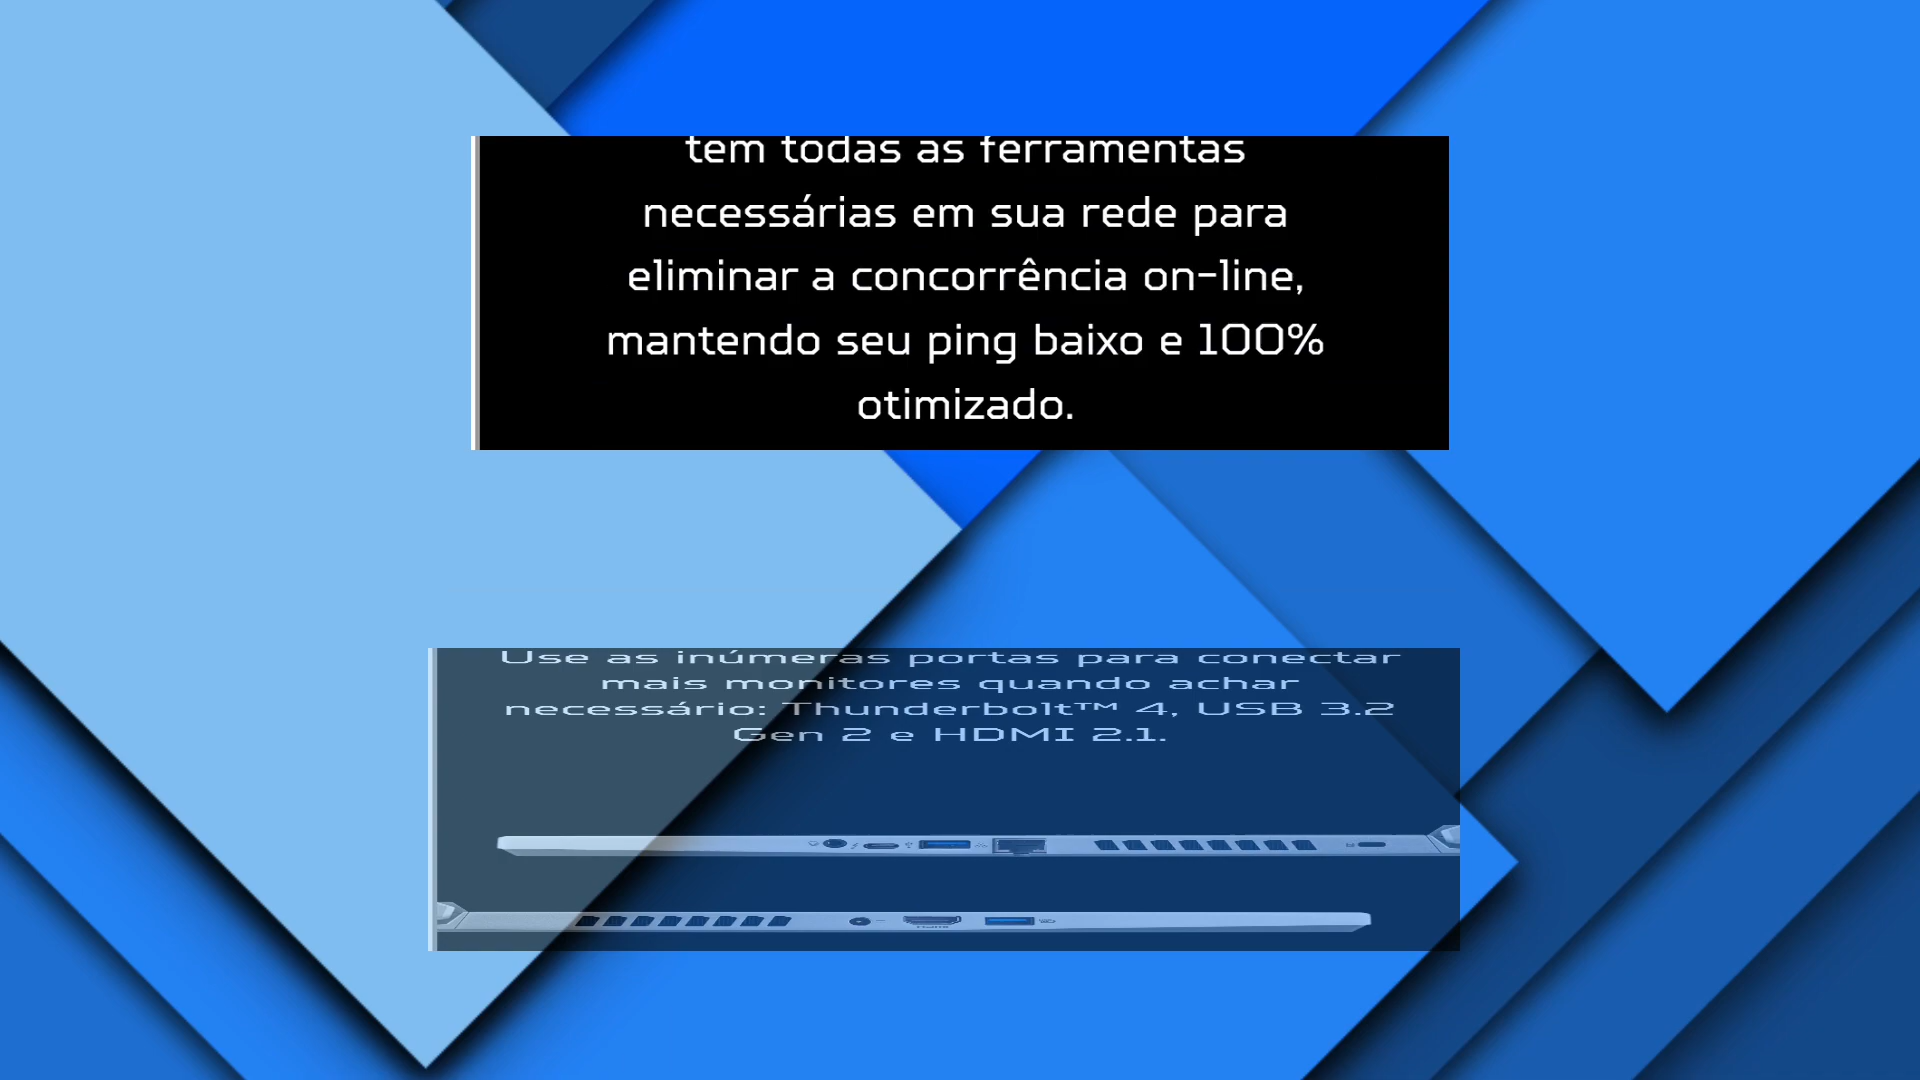 tem todas as ferramentas
necessárias em sua rede para
eliminar a concorrência on-line,
mantendo seu ping baixo e 100%
otimizado.
Use as inúmeras portas para conectar
mais monitores quando achar
necessário: Thunderbolt™ 4, USB 3.2
Gen 2 e HDMI 2.1.